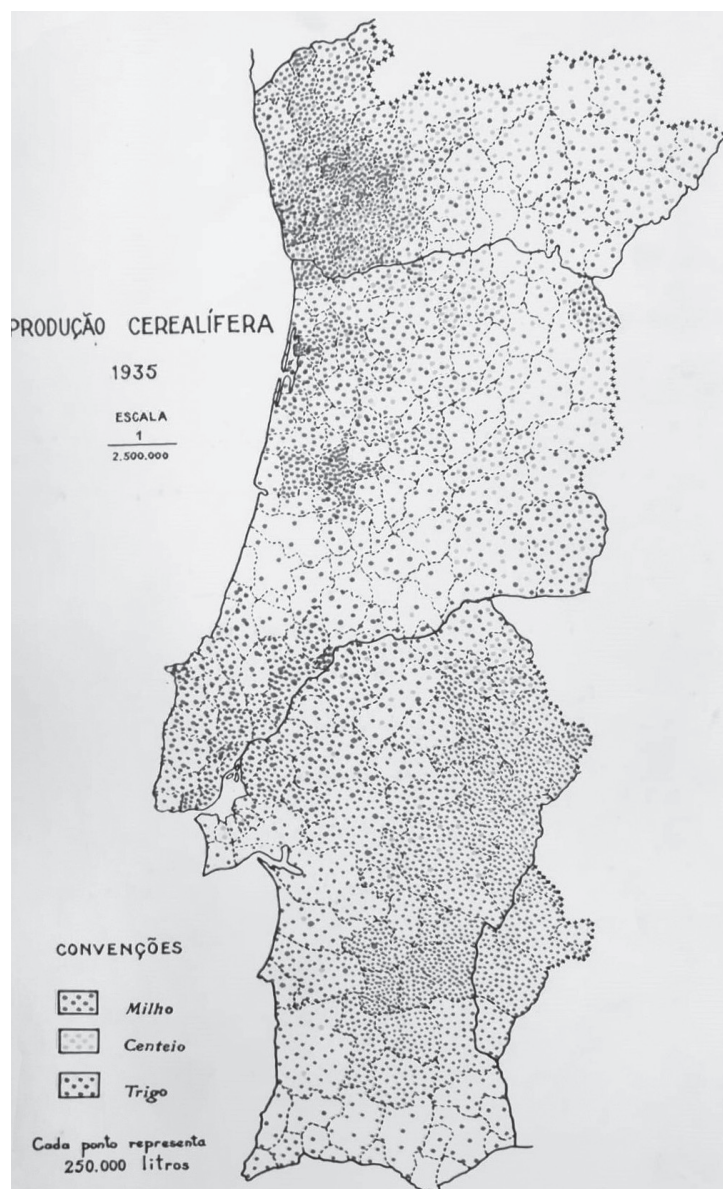 PRODUÇÃO CEREALÍFERA
1935
ESCALA
1
2.500.000
CONVENÇÕES
Milho
Centeio
Trigo
Cada ponto representa
250.000 litros